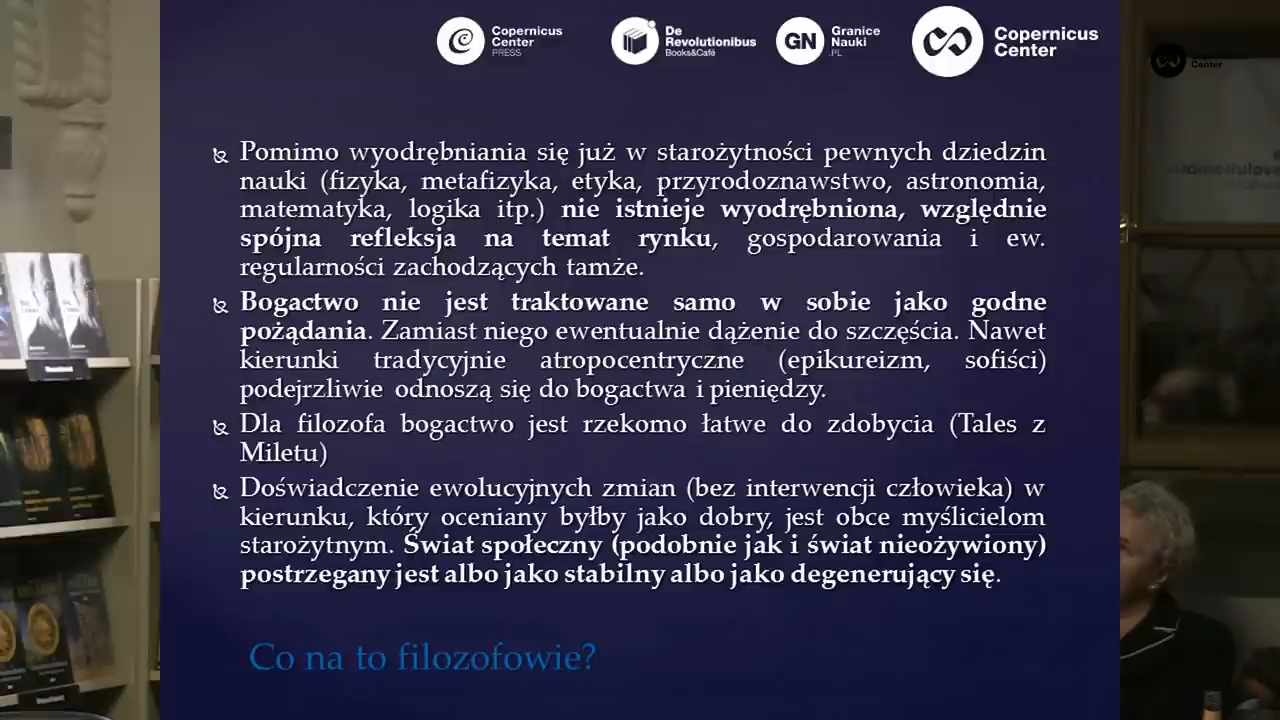 Copernicus
Center
PRESS
De
Revolutionibus
Books&Café
GN
Granice
Nauki
.PL
Copernicus
Center
Pomimo wyodrębniania się już w starożytności pewnych dziedzin
nauki (fizyka, metafizyka, etyka, przyrodoznawstwo, astronomia,
matematyka, logika itp.) nie istnieje wyodrębniona, względnie
spójna refleksja na temat rynku, gospodarowania i ew.
regularności zachodzących tamże.
Bogactwo nie jest traktowane samo w sobie jako godne
pożądania. Zamiast niego ewentualnie dążenie do szczęścia. Nawet
kierunki tradycyjnie atropocentryczne (epikureizm, sofiści)
podejrzliwie odnoszą się do bogactwa i pieniędzy.
Dla filozofa bogactwo jest rzekomo łatwe do zdobycia (Tales z
Miletu)
Doświadczenie ewolucyjnych zmian (bez interwencji człowieka) w
kierunku, który oceniany byłby jako dobry, jest obce myślicielom
starożytnym. Świat społeczny (podobnie jak i świat nieożywiony)
postrzegany jest albo jako stabilny albo jako degenerujący się.
Co na to filozofowie?
Center